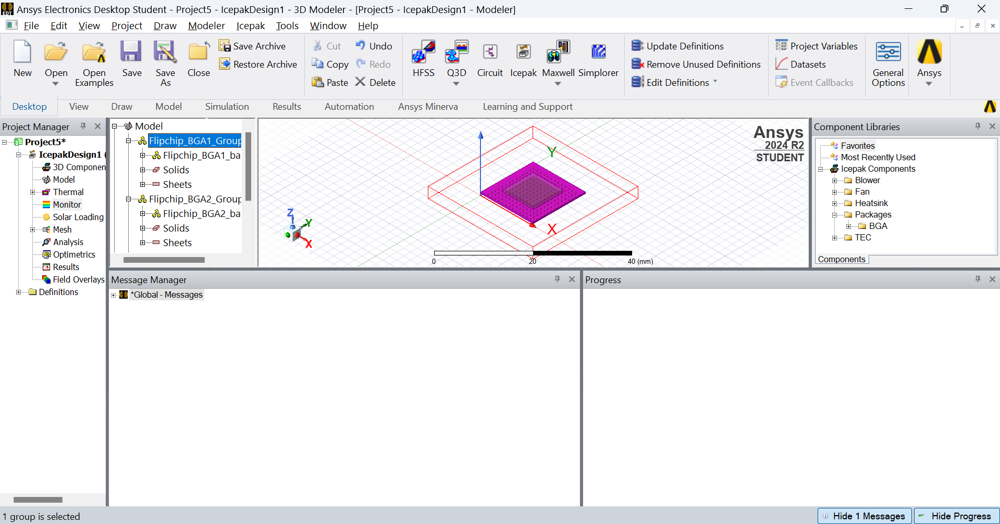 Ansys Electronics Desktop Student - Project5 - IcepakDesign1 - 3D Modeler - [Project5 - IcepakDesign1 - Modeler]
File Edit View Project Draw Modeler Icepak Tools Window Help
New
Open
Open Examples
Save
Save As
Close
Save Archive
Restore Archive
Cut
Copy
Paste
Undo
Redo
Delete
HFSS
Q3D
Circuit
Icepak
Maxwell
Simplorer
Update Definitions
Remove Unused Definitions
Edit Definitions
Project Variables
Datasets
Event Callbacks
General Options
Ansys
Desktop View Draw Model Simulation Results Automation Ansys Minerva Learning and Support
Project Manager
Project5*
IcepakDesign1 (
3D Componen
Model
Thermal
Monitor
Solar Loading
Mesh
Analysis
Optimetrics
Results
Field Overlays
Definitions
Model
Flipchip_BGA1_Group
Flipchip_BGA1_ba
Solids
Sheets
Flipchip_BGA2_Group
Flipchip_BGA2_ba
Solids
Sheets
Ansys
2024 R2
STUDENT
Y
X
Z
Y
X
0 20 40 (mm)
Component Libraries
Favorites
Most Recently Used
Icepak Components
Blower
Fan
Heatsink
Packages
BGA
TEC
Components
Message Manager
*Global - Messages
Progress
1 group is selected
Hide 1 Messages
Hide Progress